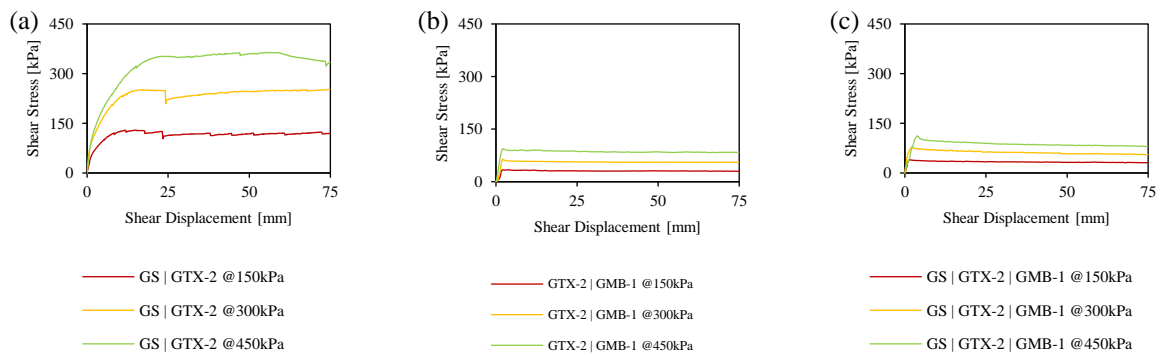 (a)
450
300
150
0
Shear Stress [kPa]
0 25 50 75
Shear Displacement [mm]
GS | GTX-2 @150kPa
GS | GTX-2 @300kPa
GS | GTX-2 @450kPa
(b)
450
300
150
0
Shear Stress [kPa]
0 25 50 75
Shear Displacement [mm]
GTX-2 | GMB-1 @150kPa
GTX-2 | GMB-1 @300kPa
GTX-2 | GMB-1 @450kPa
(c)
450
300
150
0
Shear Stress [kPa]
0 25 50 75
Shear Displacement [mm]
GS | GTX-2 | GMB-1 @150kPa
GS | GTX-2 | GMB-1 @300kPa
GS | GTX-2 | GMB-1 @450kPa